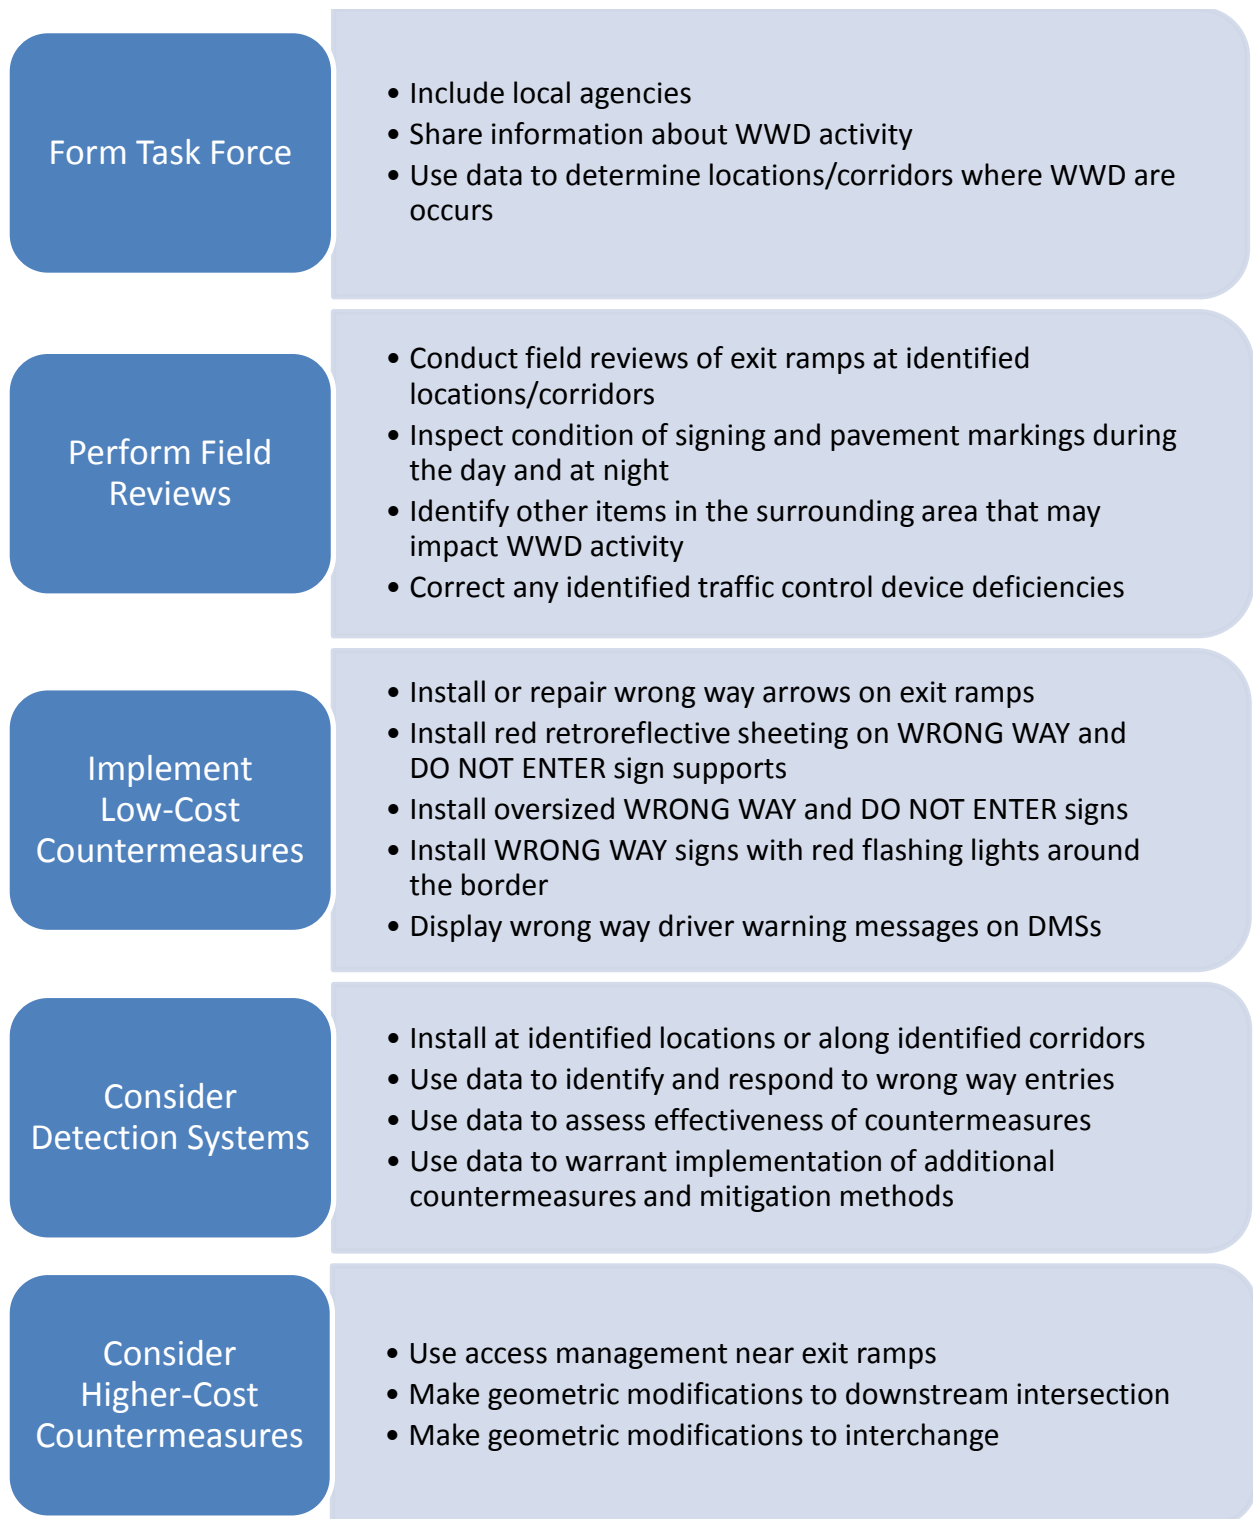 Form Task Force
• Include local agencies
• Share information about WWD activity
• Use data to determine locations/corridors where WWD are
occurs
Perform Field
Reviews
• Conduct field reviews of exit ramps at identified
locations/corridors
• Inspect condition of signing and pavement markings during
the day and at night
• Identify other items in the surrounding area that may
impact WWD activity
• Correct any identified traffic control device deficiencies
Implement
Low-Cost
Countermeasures
• Install or repair wrong way arrows on exit ramps
• Install red retroreflective sheeting on WRONG WAY and
DO NOT ENTER sign supports
• Install oversized WRONG WAY and DO NOT ENTER signs
• Install WRONG WAY signs with red flashing lights around
the border
• Display wrong way driver warning messages on DMSs
Consider
Detection Systems
• Install at identified locations or along identified corridors
• Use data to identify and respond to wrong way entries
• Use data to assess effectiveness of countermeasures
• Use data to warrant implementation of additional
countermeasures and mitigation methods
Consider
Higher-Cost
Countermeasures
• Use access management near exit ramps
• Make geometric modifications to downstream intersection
• Make geometric modifications to interchange